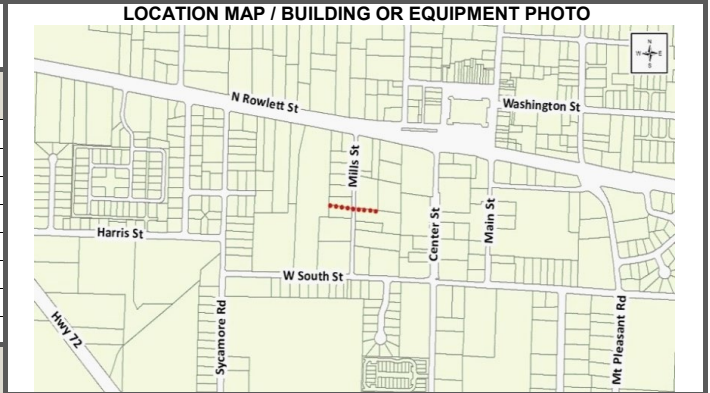 LOCATION MAP / BUILDING OR EQUIPMENT PHOTO
N
W E
S
N Rowlett St
Washington St
Mills St
Center St
Main St
Harris St
W South St
Sycamore Rd
Hwy 72
Mt Pleasant Rd